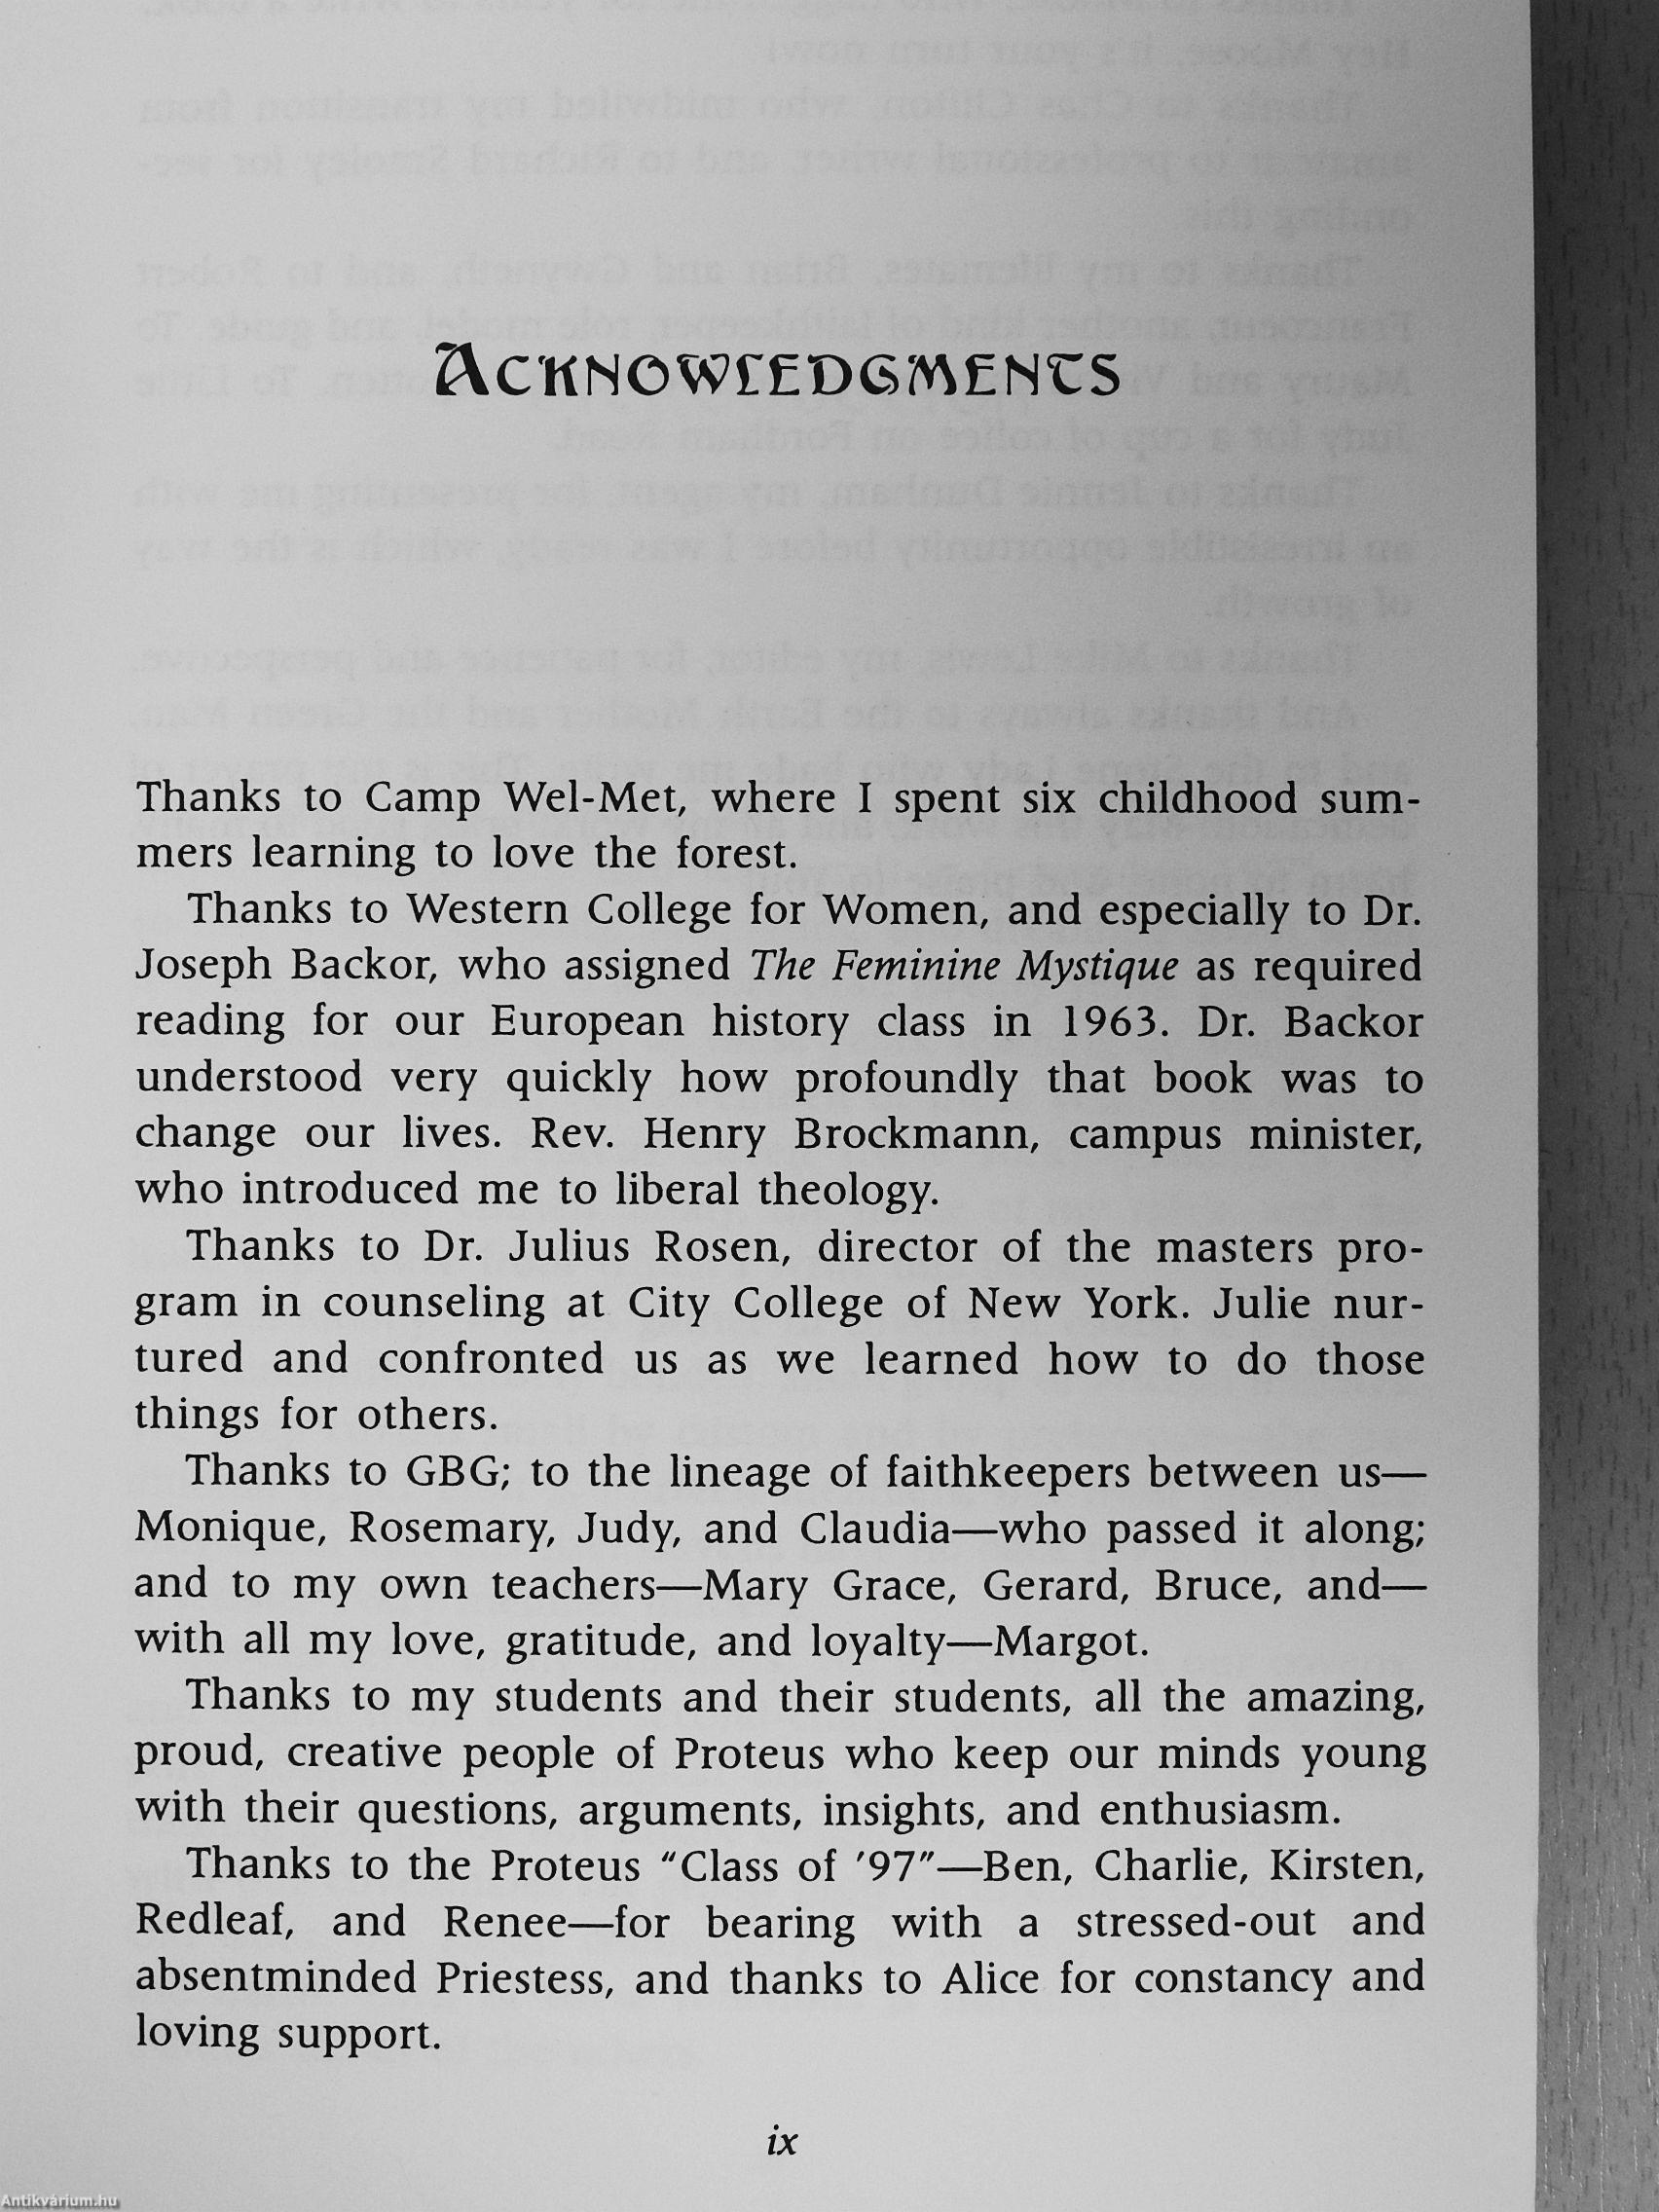 ACKNOWLEDGMENTS
Thanks to Camp Wel-Met, where I spent six childhood sum-
mers learning to love the forest.
Thanks to Western College for Women, and especially to Dr.
Joseph Backor, who assigned The Feminine Mystique as required
reading for our European history class in 1963. Dr. Backor
understood very quickly how profoundly that book was to
change our lives. Rev. Henry Brockmann, campus minister,
who introduced me to liberal theology.
Thanks to Dr. Julius Rosen, director of the masters pro-
gram in counseling at City College of New York. Julie nur-
tured and confronted us as we learned how to do those
things for others.
Thanks to GBG; to the lineage of faithkeepers between us—
Monique, Rosemary, Judy, and Claudia—who passed it along;
and to my own teachers—Mary Grace, Gerard, Bruce, and—
with all my love, gratitude, and loyalty—Margot.
Thanks to my students and their students, all the amazing,
proud, creative people of Proteus who keep our minds young
with their questions, arguments, insights, and enthusiasm.
Thanks to the Proteus "Class of '97"—Ben, Charlie, Kirsten,
Redleaf, and Renee—for bearing with a stressed-out and
absentminded Priestess, and thanks to Alice for constancy and
loving support.
ix
Antikvárium.hu